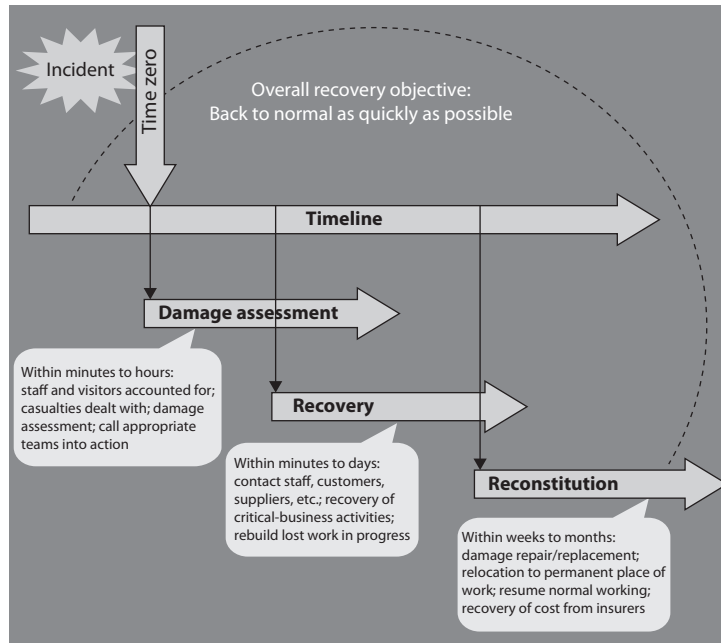 Incident
Time zero
Overall recovery objective:
Back to normal as quickly as possible
Timeline
Damage assessment
Within minutes to hours:
staff and visitors accounted for;
casualties dealt with; damage
assessment; call appropriate
teams into action
Recovery
Within minutes to days:
contact staff, customers,
suppliers, etc.; recovery of
critical-business activities;
rebuild lost work in progress
Reconstitution
Within weeks to months:
damage repair/replacement;
relocation to permanent place of
work; resume normal working;
recovery of cost from insurers